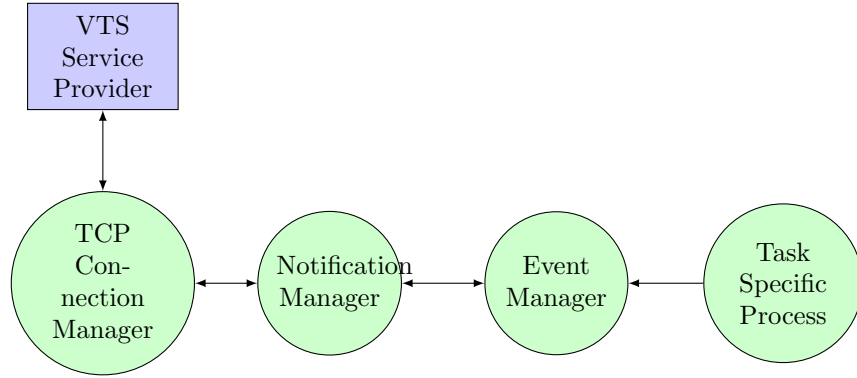 VTS
Service
Provider
TCP
Con-
nection
Manager
Notification
Manager
Event
Manager
Task
Specific
Process